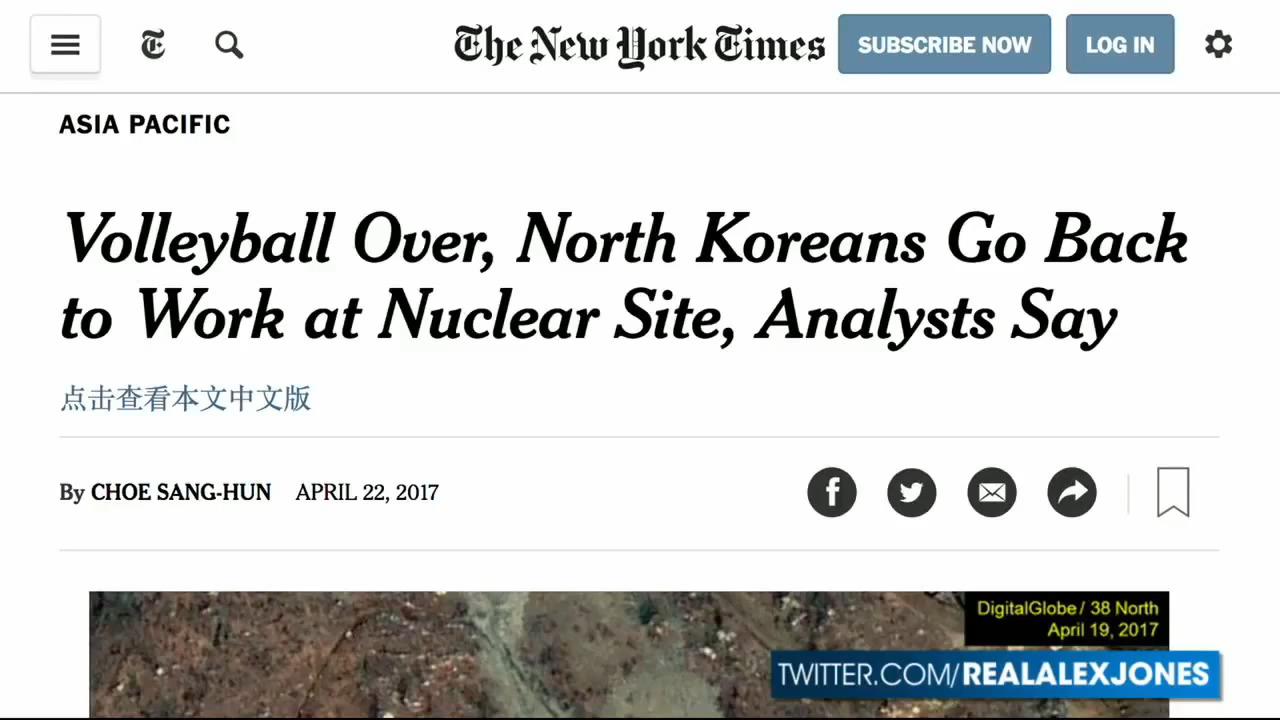 The New York Times
SUBSCRIBE NOW
LOG IN
ASIA PACIFIC
Volleyball Over, North Koreans Go Back
to Work at Nuclear Site, Analysts Say
点击查看本文中文版
By CHOE SANG-HUN APRIL 22, 2017
DigitalGlobe / 38 North
April 19, 2017
TWITTER.COM/REALALEXJONES